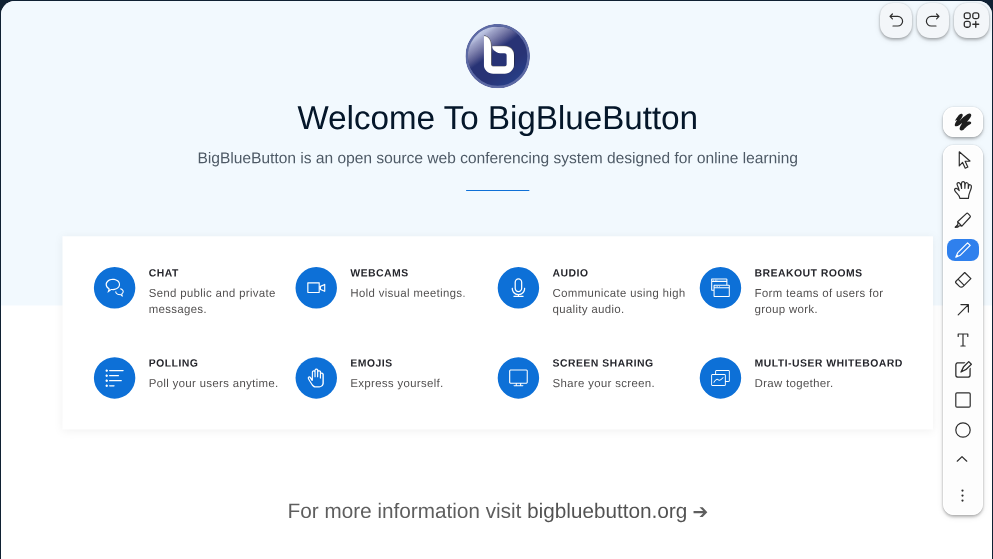 Welcome To BigBlueButton
BigBlueButton is an open source web conferencing system designed for online learning
CHAT
Send public and private
messages.
WEBCAMS
Hold visual meetings.
AUDIO
Communicate using high
quality audio.
BREAKOUT ROOMS
Form teams of users for
group work.
POLLING
Poll your users anytime.
EMOJIS
Express yourself.
SCREEN SHARING
Share your screen.
MULTI-USER WHITEBOARD
Draw together.
For more information visit bigbluebutton.org →